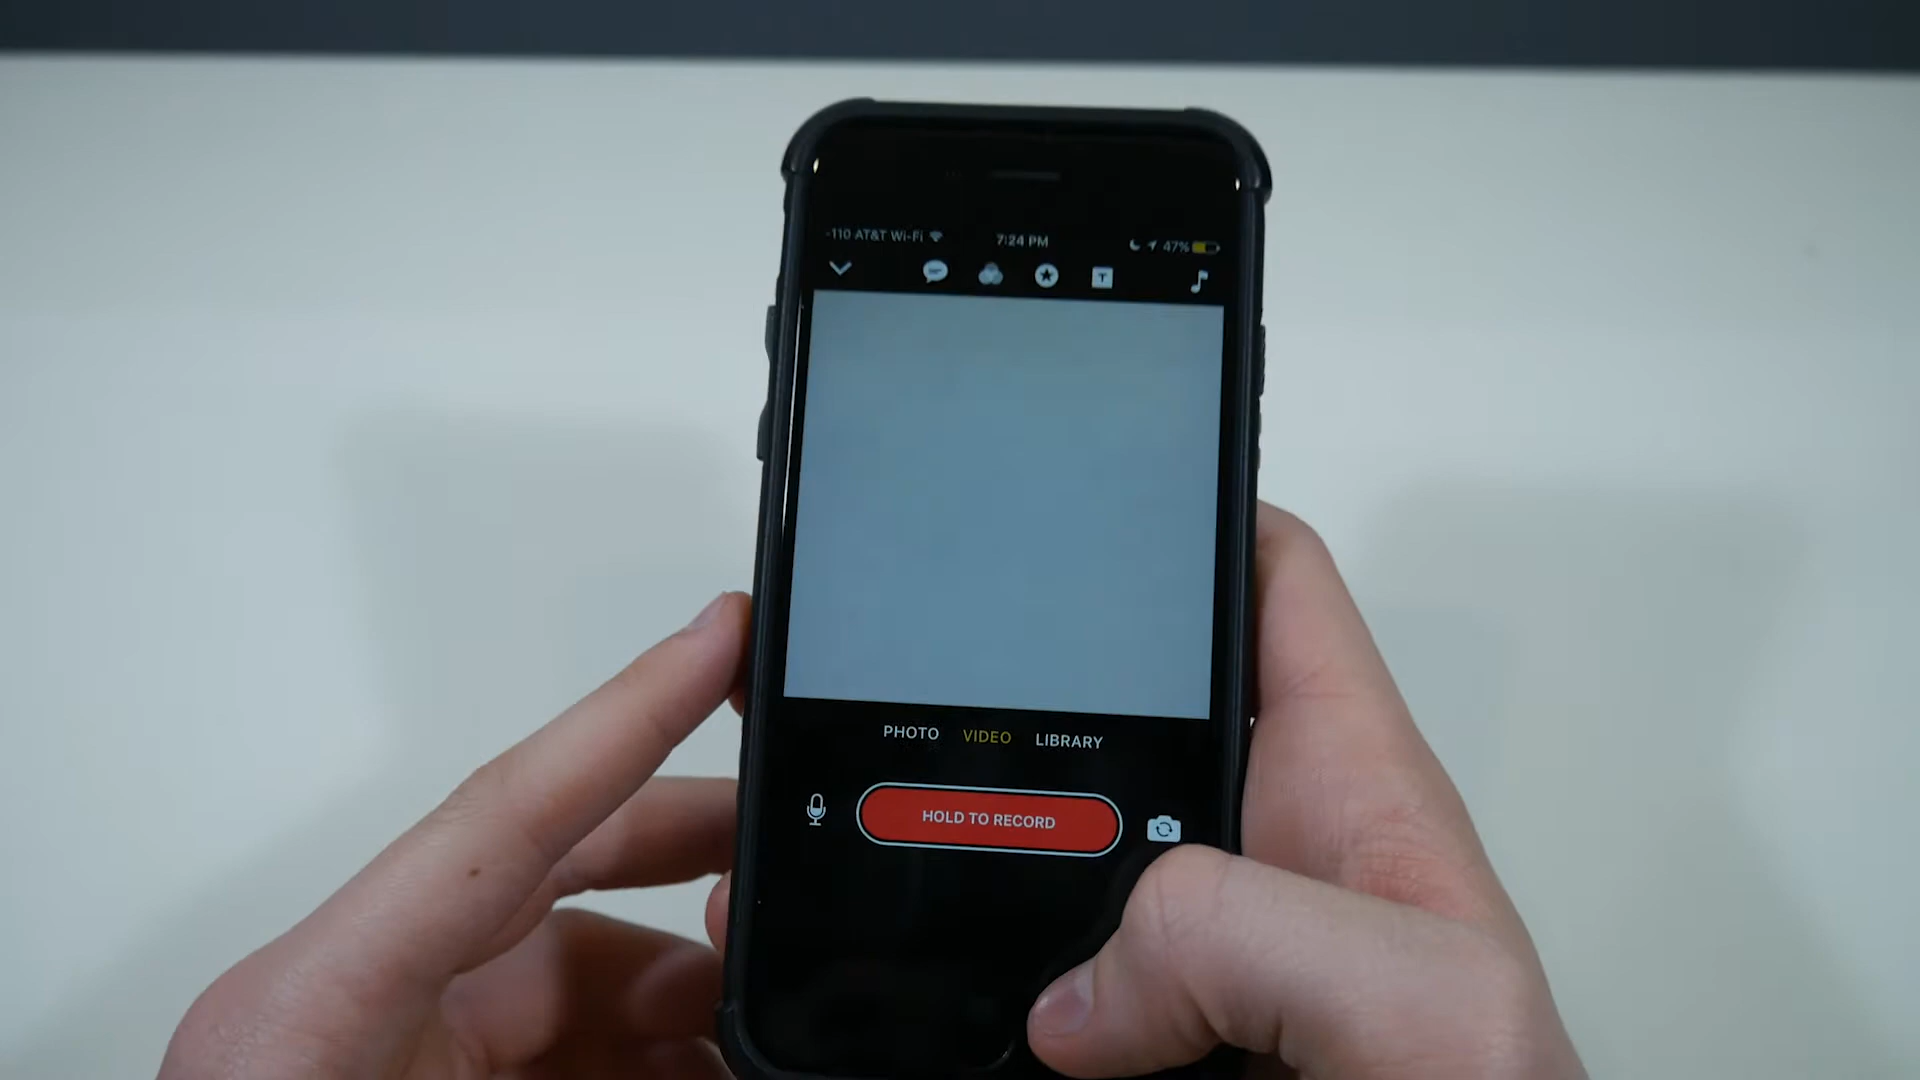 -110 AT&T Wi-Fi 7:24 PM 47%
T
PHOTO VIDEO LIBRARY
HOLD TO RECORD